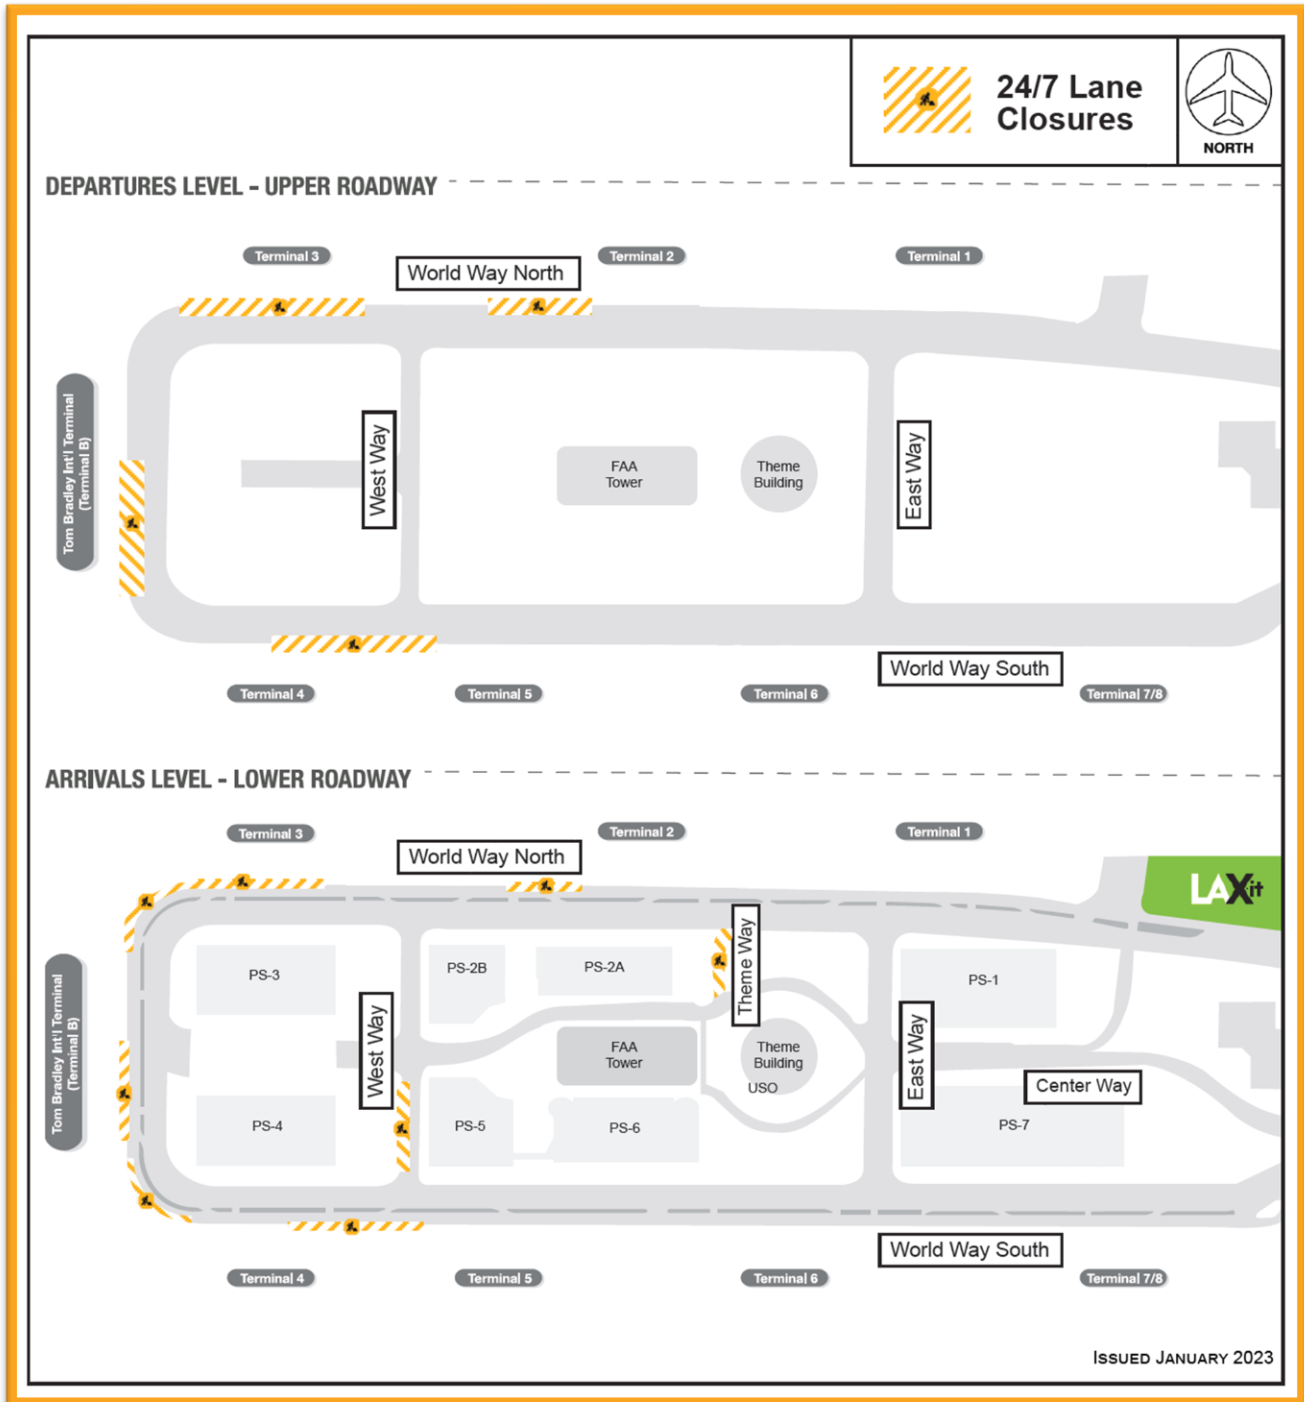 24/7 Lane
Closures
NORTH
DEPARTURES LEVEL - UPPER ROADWAY
Terminal 3
Terminal 2
Terminal 1
World Way North
Tom Bradley Int'l Terminal
(Terminal B)
West Way
FAA
Tower
Theme
Building
East Way
World Way South
Terminal 4
Terminal 5
Terminal 6
Terminal 7/8
ARRIVALS LEVEL - LOWER ROADWAY
Terminal 3
Terminal 2
Terminal 1
World Way North
LAXit
Theme Way
PS-3
PS-2B
PS-2A
PS-1
Tom Bradley Int'l Terminal
(Terminal B)
West Way
FAA
Tower
Theme
Building
USO
East Way
Center Way
PS-4
PS-5
PS-6
PS-7
World Way South
Terminal 4
Terminal 5
Terminal 6
Terminal 7/8
ISSUED JANUARY 2023